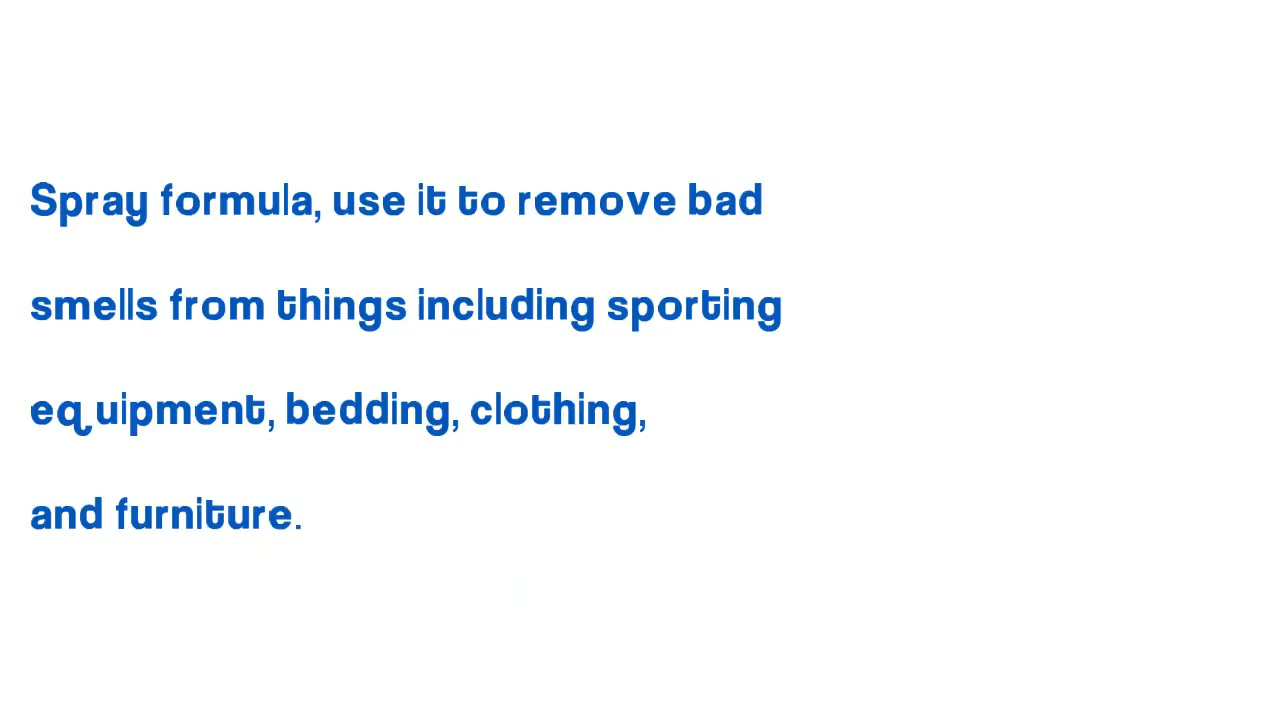 Spray formula, use it to remove bad
smells from things including sporting
equipment, bedding, clothing,
and furniture.